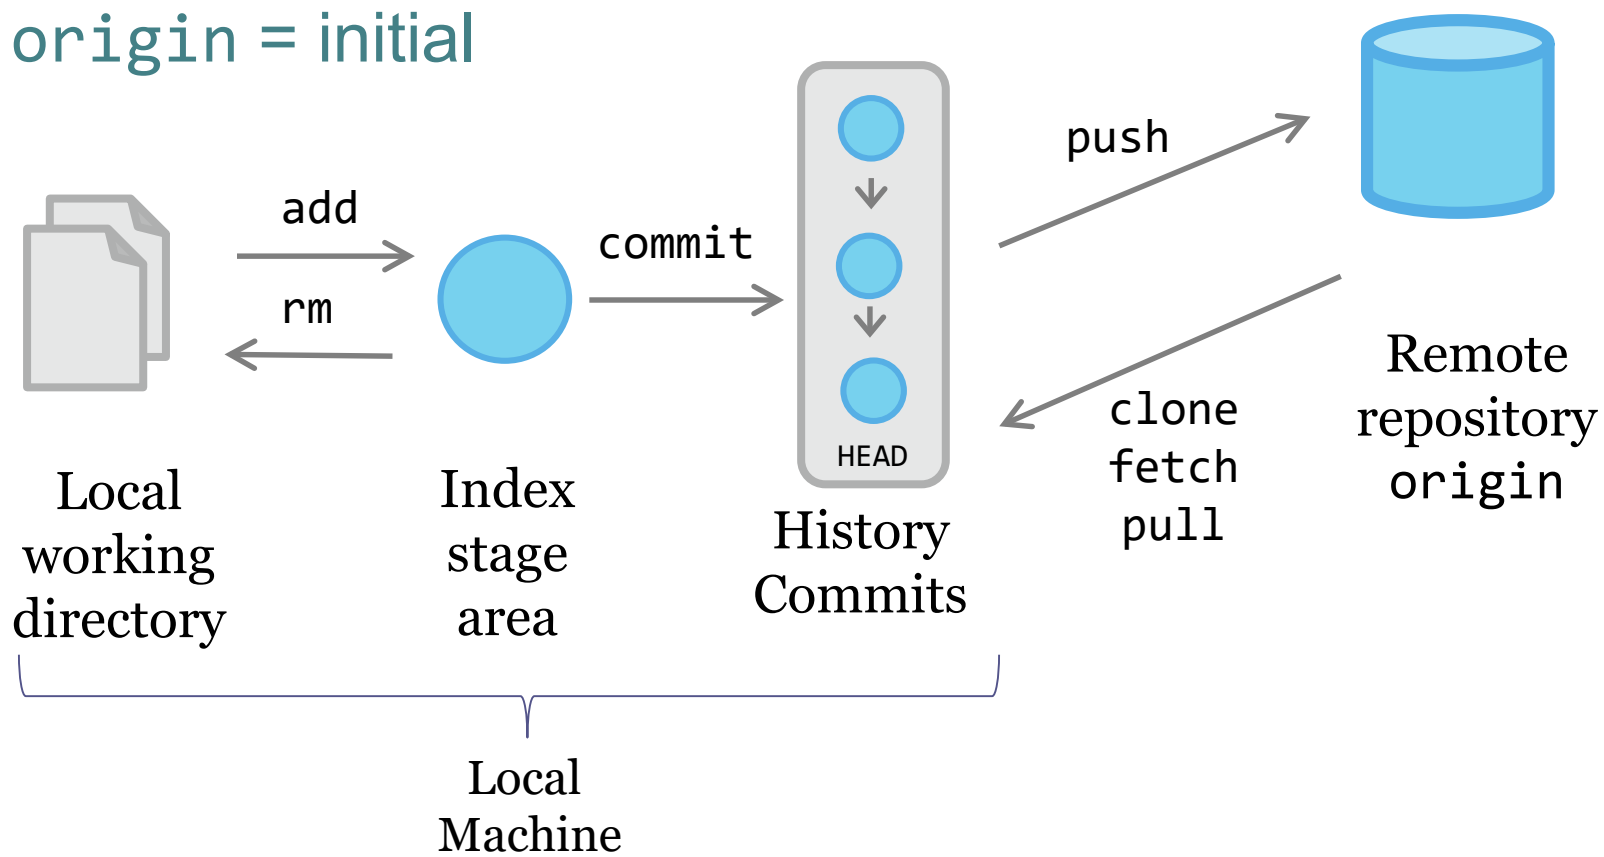 origin = initial
add
rm
commit
push
clone
fetch
pull
HEAD
Local
working
directory
Index
stage
area
History
Commits
Remote
repository
origin
Local
Machine